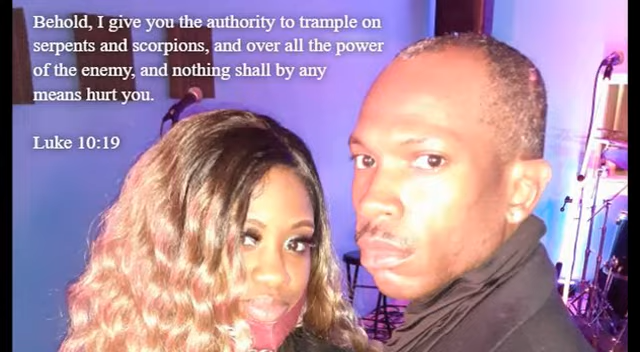 Behold, I give you the authority to trample on
serpents and scorpions, and over all the power
of the enemy, and nothing shall by any
means hurt you.
Luke 10:19